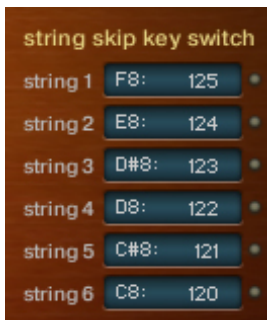 string skip key switch
string 1 F8: 125
string 2 E8: 124
string 3 D#8: 123
string 4 D8: 122
string 5 C#8: 121
string 6 C8: 120